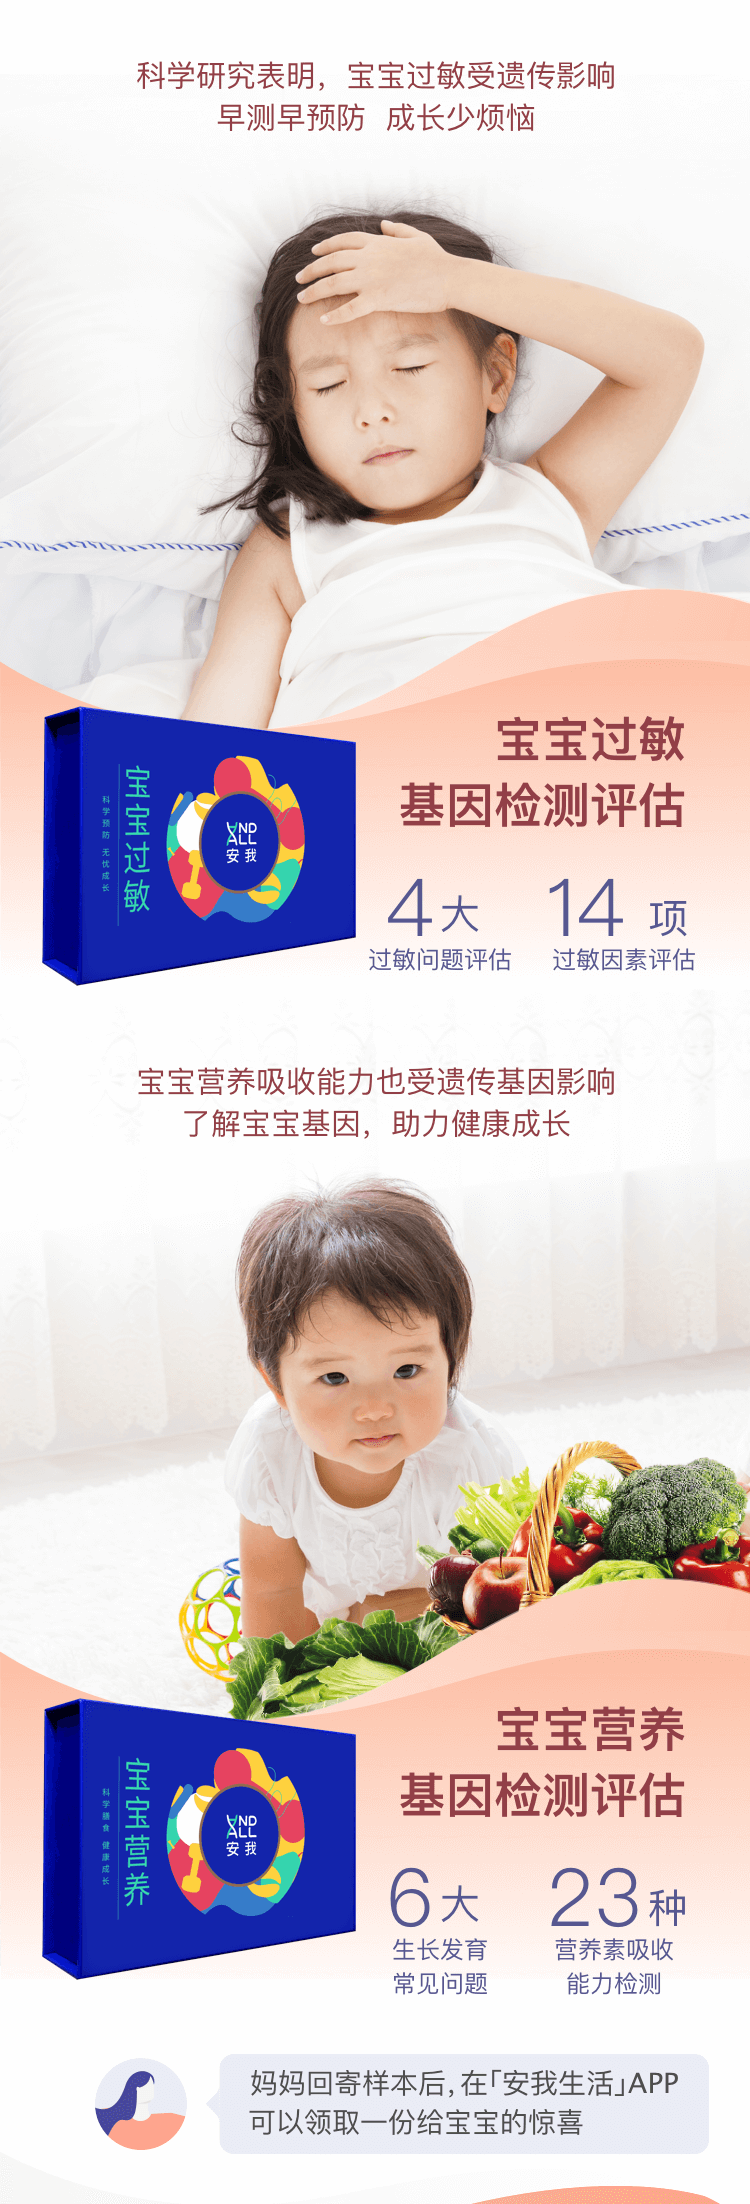 科学研究表明，宝宝过敏受遗传影响
早测早预防 成长少烦恼
宝宝过敏
基因检测评估
宝宝过敏
科学预防 无忧成长
AND
ALL
安我
4大
过敏问题评估
14项
过敏因素评估
宝宝营养吸收能力也受遗传基因影响
了解宝宝基因，助力健康成长
宝宝营养
基因检测评估
宝宝营养
科学膳食 健康成长
AND
ALL
安我
6大
生长发育
常见问题
23种
营养素吸收
能力检测
妈妈回寄样本后，在「安我生活」APP
可以领取一份给宝宝的惊喜